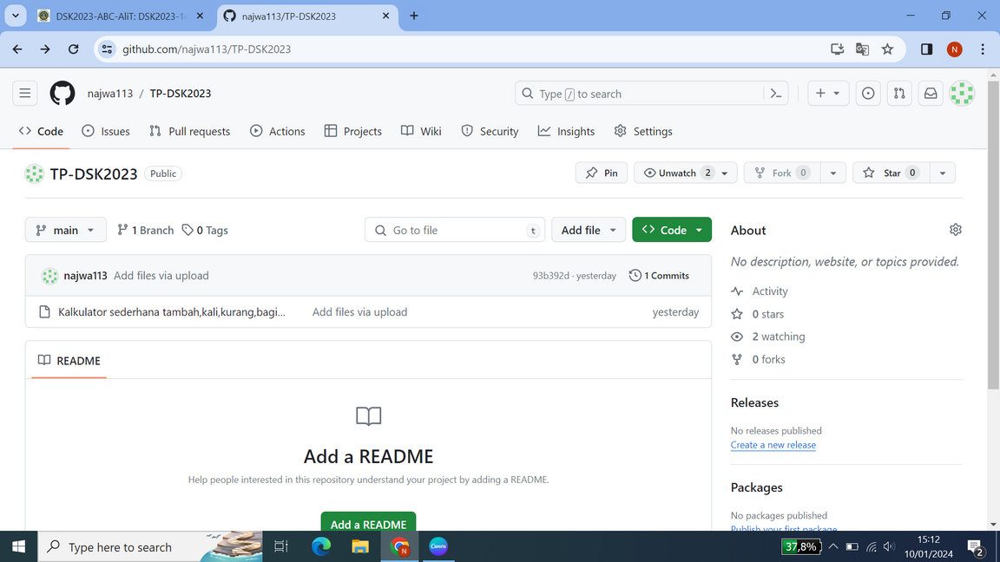 DSK2023-ABC-AliT: DSK2023-1
najwa113/TP-DSK2023
github.com/najwa113/TP-DSK2023
N
najwa113 / TP-DSK2023
Type / to search
Code
Issues
Pull requests
Actions
Projects
Wiki
Security
Insights
Settings
TP-DSK2023
Public
Pin
Unwatch 2
Fork 0
Star 0
main
1 Branch
0 Tags
Go to file
t
Add file
Code
najwa113 Add files via upload
93b392d · yesterday
1 Commits
Kalkulator sederhana tambah,kali,kurang,bagi...
Add files via upload
yesterday
README
Add a README
Help people interested in this repository understand your project by adding a README.
Add a README
About
No description, website, or topics provided.
Activity
0 stars
2 watching
0 forks
Releases
No releases published
Create a new release
Packages
No packages published
Publish your first package
Type here to search
N
Canva
37,8%
15:12
10/01/2024
2